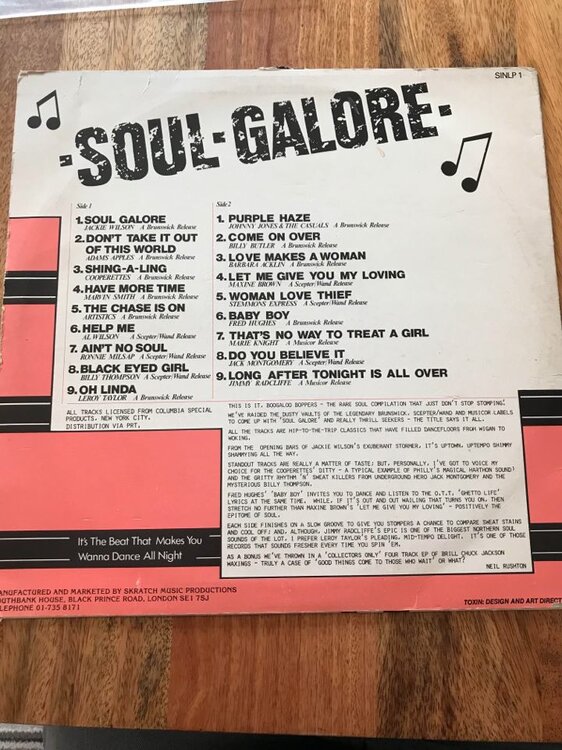 SINLP 1
·SOUL·GALORE·
Side 1
1. SOUL GALORE
JACKIE WILSON A Brunswick Release
2. DON'T TAKE IT OUT
OF THIS WORLD
ADAMS APPLES A Brunswick Release
3. SHING-A-LING
COOPERETTES A Brunswick Release
4. HAVE MORE TIME
MARVIN SMITH A Brunswick Release
5. THE CHASE IS ON
ARTISTICS A Brunswick Release
6. HELP ME
AL WILSON A Scepter/Wand Release
7. AIN'T NO SOUL
RONNIE MILSAP A Scepter/Wand Release
8. BLACK EYED GIRL
BILLY THOMPSON A Scepter/Wand Release
9. OH LINDA
LEROY TAYLOR A Brunswick Release
Side 2
1. PURPLE HAZE
JOHNNY JONES & THE CASUALS A Brunswick Release
2. COME ON OVER
BILLY BUTLER A Brunswick Release
3. LOVE MAKES A WOMAN
BARBARA ACKLIN A Brunswick Release
4. LET ME GIVE YOU MY LOVING
MAXINE BROWN A Scepter/Wand Release
5. WOMAN LOVE THIEF
STEMMONS EXPRESS A Scepter/Wand Release
6. BABY BOY
FRED HUGHES A Brunswick Release
7. THAT'S NO WAY TO TREAT A GIRL
MARIE KNIGHT A Musicor Release
8. DO YOU BELIEVE IT
JACK MONTGOMERY A Scepter/Wand Release
9. LONG AFTER TONIGHT IS ALL OVER
JIMMY RADCLIFFE A Musicor Release
ALL TRACKS LICENSED FROM COLUMBIA SPECIAL
PRODUCTS. NEW YORK CITY.
DISTRIBUTION VIA PRT.
THIS IS IT. BOOGALOO BOPPERS - THE RARE SOUL COMPILATION THAT JUST DON'T STOP STOMPING.
WE'VE RAIDED THE DUSTY VAULTS OF THE LEGENDARY BRUNSWICK, SCEPTER/WAND AND MUSICOR LABELS
TO COME UP WITH 'SOUL GALORE' AND REALLY THRILL SEEKERS - THE TITLE SAYS IT ALL.
ALL THE TRACKS ARE HIP-TO-THE-TRIP CLASSICS THAT HAVE FILLED DANCEFLOORS FROM WIGAN TO
WOKING.
FROM THE OPENING BARS OF JACKIE WILSON'S EXUBERANT STORMER, IT'S UPTOWN, UPTEMPO SHIMMY
SHAMMYING ALL THE WAY.
STANDOUT TRACKS ARE REALLY A MATTER OF TASTE; BUT, PERSONALLY, I'VE GOT TO VOICE MY
CHOICE FOR THE COOPERETTES' DITTY - A TYPICAL EXAMPLE OF PHILLY'S MAGICAL HARTHON SOUND)
AND THE GRITTY RHYTHM 'N' SWEAT KILLERS FROM UNDERGROUND HERO JACK MONTGOMERY AND THE
MYSTERIOUS BILLY THOMPSON.
FRED HUGHES' 'BABY BOY' INVITES YOU TO DANCE AND LISTEN TO THE O.T.T. 'GHETTO LIFE'
LYRICS AT THE SAME TIME. WHILE, IF IT'S OUT AND OUT WAILING THAT TURNS YOU ON, THEN
STRETCH NO FURTHER THAN MAXINE BROWN'S 'LET ME GIVE YOU MY LOVING' - POSITIVELY THE
EPITOME OF SOUL.
EACH SIDE FINISHES ON A SLOW GROOVE TO GIVE YOU STOMPERS A CHANCE TO COMPARE SWEAT STAINS
AND COOL OFF; AND, ALTHOUGH, JIMMY RADCLIFFE'S EPIC IS ONE OF THE BIGGEST NORTHERN SOUL
SOUNDS OF THE LOT, I PREFER LEROY TAYLOR'S PLEADING, MID-TEMPO DELIGHT. IT'S ONE OF THOSE
RECORDS THAT SOUNDS FRESHER EVERY TIME YOU SPIN 'EM.
AS A BONUS WE'VE THROWN IN A 'COLLECTORS ONLY' FOUR TRACK EP OF BRILL CHUCK JACKSON
WAXINGS - TRULY A CASE OF 'GOOD THINGS COME TO THOSE WHO WAIT' OR WHAT?
NEIL RUSHTON
It's The Beat That Makes You
Wanna Dance All Night
ANUFACTURED AND MARKETED BY SKRATCH MUSIC PRODUCTIONS
OUTHBANK HOUSE, BLACK PRINCE ROAD, LONDON SE1 7SJ
ELEPHONE 01-735 8171
TOXIN: DESIGN AND ART DIRECT